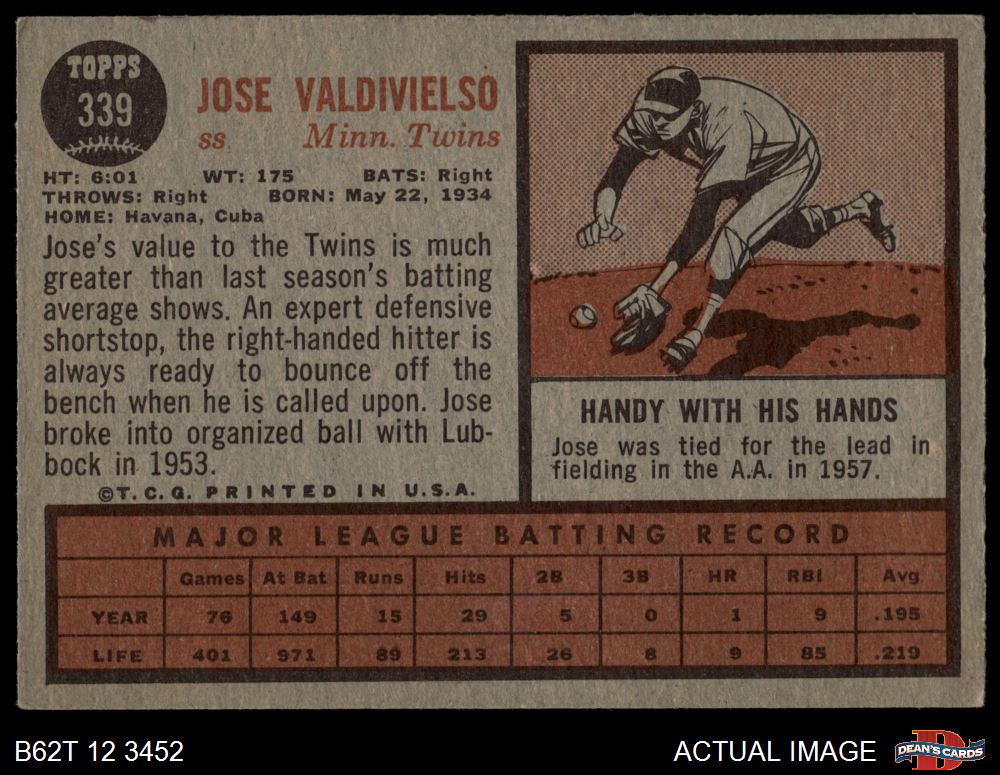 TOPPS
339
JOSE VALDIVIELSO
ss Minn. Twins
HT: 6:01 WT: 175 BATS: Right
THROWS: Right BORN: May 22, 1934
HOME: Havana, Cuba
Jose's value to the Twins is much
greater than last season's batting
average shows. An expert defensive
shortstop, the right-handed hitter is
always ready to bounce off the
bench when he is called upon. Jose
broke into organized ball with Lub-
bock in 1953.
©T.C.G. PRINTED IN U.S.A.
HANDY WITH HIS HANDS
Jose was tied for the lead in
fielding in the A.A. in 1957.
MAJOR LEAGUE BATTING RECORD
Games At Bat Runs Hits 2B 3B HR RBI Avg
YEAR 76 149 15 29 5 0 1 9 .195
LIFE 401 971 89 213 26 8 9 85 .219
B62T 12 3452
ACTUAL IMAGE
D
DEAN'S CARDS